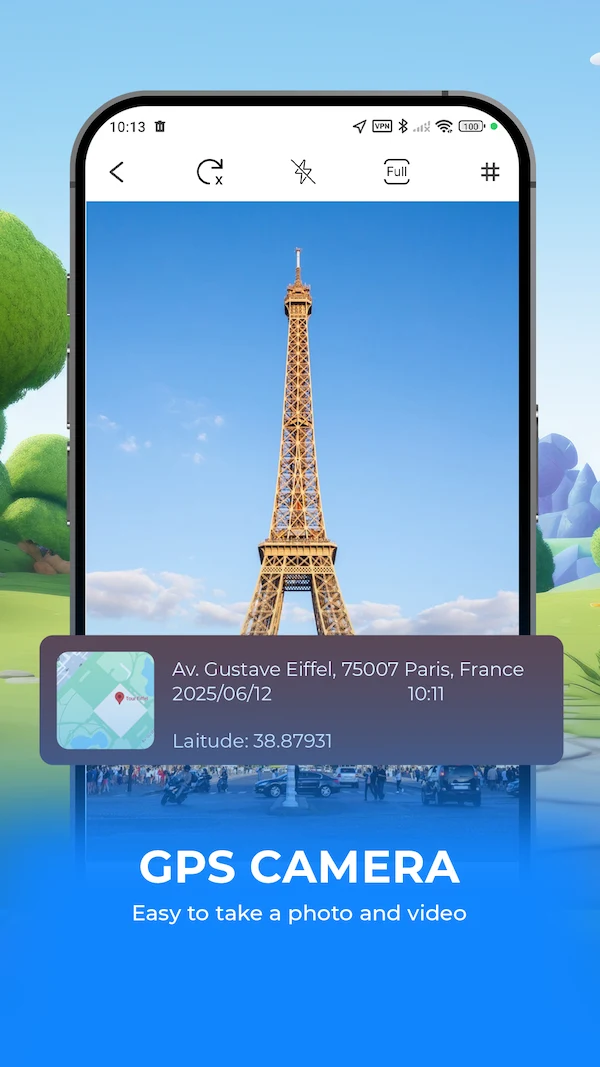 10:13 VPN 100
x Full
Av. Gustave Eiffel, 75007 Paris, France
2025/06/12 10:11
Laitude: 38.87931
GPS CAMERA
Easy to take a photo and video